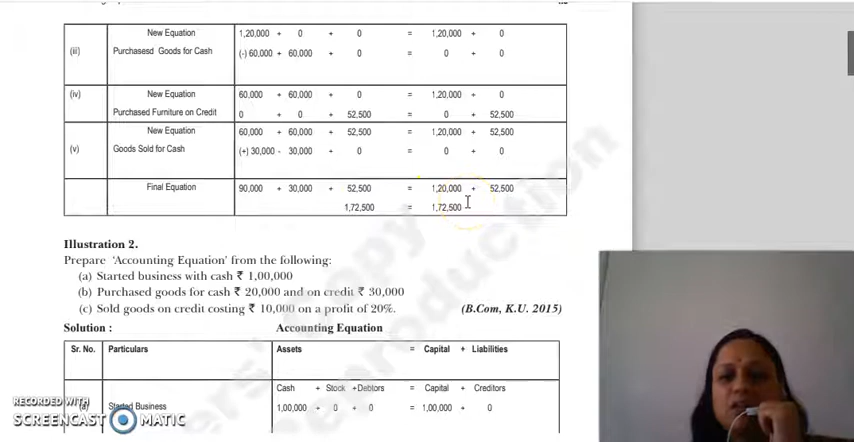 New Equation 1,20,000 + 0 + 0 = 1,20,000 + 0
(iii) Purchasesd Goods for Cash (-) 60,000 + 60,000 + 0 = 0 + 0
(iv) New Equation 60,000 + 60,000 + 0 = 1,20,000 + 0
Purchased Furniture on Credit 0 + 0 + 52,500 = 0 + 52,500
New Equation 60,000 + 60,000 + 52,500 = 1,20,000 + 52,500
(v) Goods Sold for Cash (+) 30,000 - 30,000 + 0 = 0 + 0
Final Equation 90,000 + 30,000 + 52,500 = 1,20,000 + 52,500
1,72,500 = 1,72,500
Illustration 2.
Prepare ‘Accounting Equation’ from the following:
(a) Started business with cash ₹ 1,00,000
(b) Purchased goods for cash ₹ 20,000 and on credit ₹ 30,000
(c) Sold goods on credit costing ₹ 10,000 on a profit of 20%. (B.Com, K.U. 2015)
Solution : Accounting Equation
Sr. No. Particulars Assets = Capital + Liabilities
Cash + Stock + Debtors = Capital + Creditors
Started Business 1,00,000 + 0 + 0 = 1,00,000 + 0
RECORDED WITH
SCREENCAST MATIC